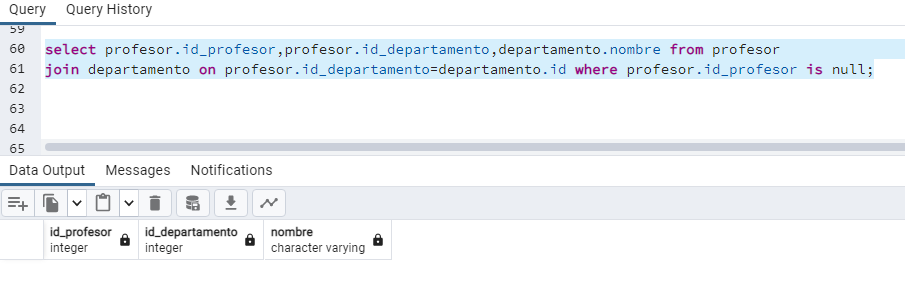 Query Query History
59
60 select profesor.id_profesor,profesor.id_departamento,departamento.nombre from profesor
61 join departamento on profesor.id_departamento=departamento.id where profesor.id_profesor is null;
62
63
64
65
Data Output Messages Notifications
id_profesor id_departamento nombre
integer integer character varying